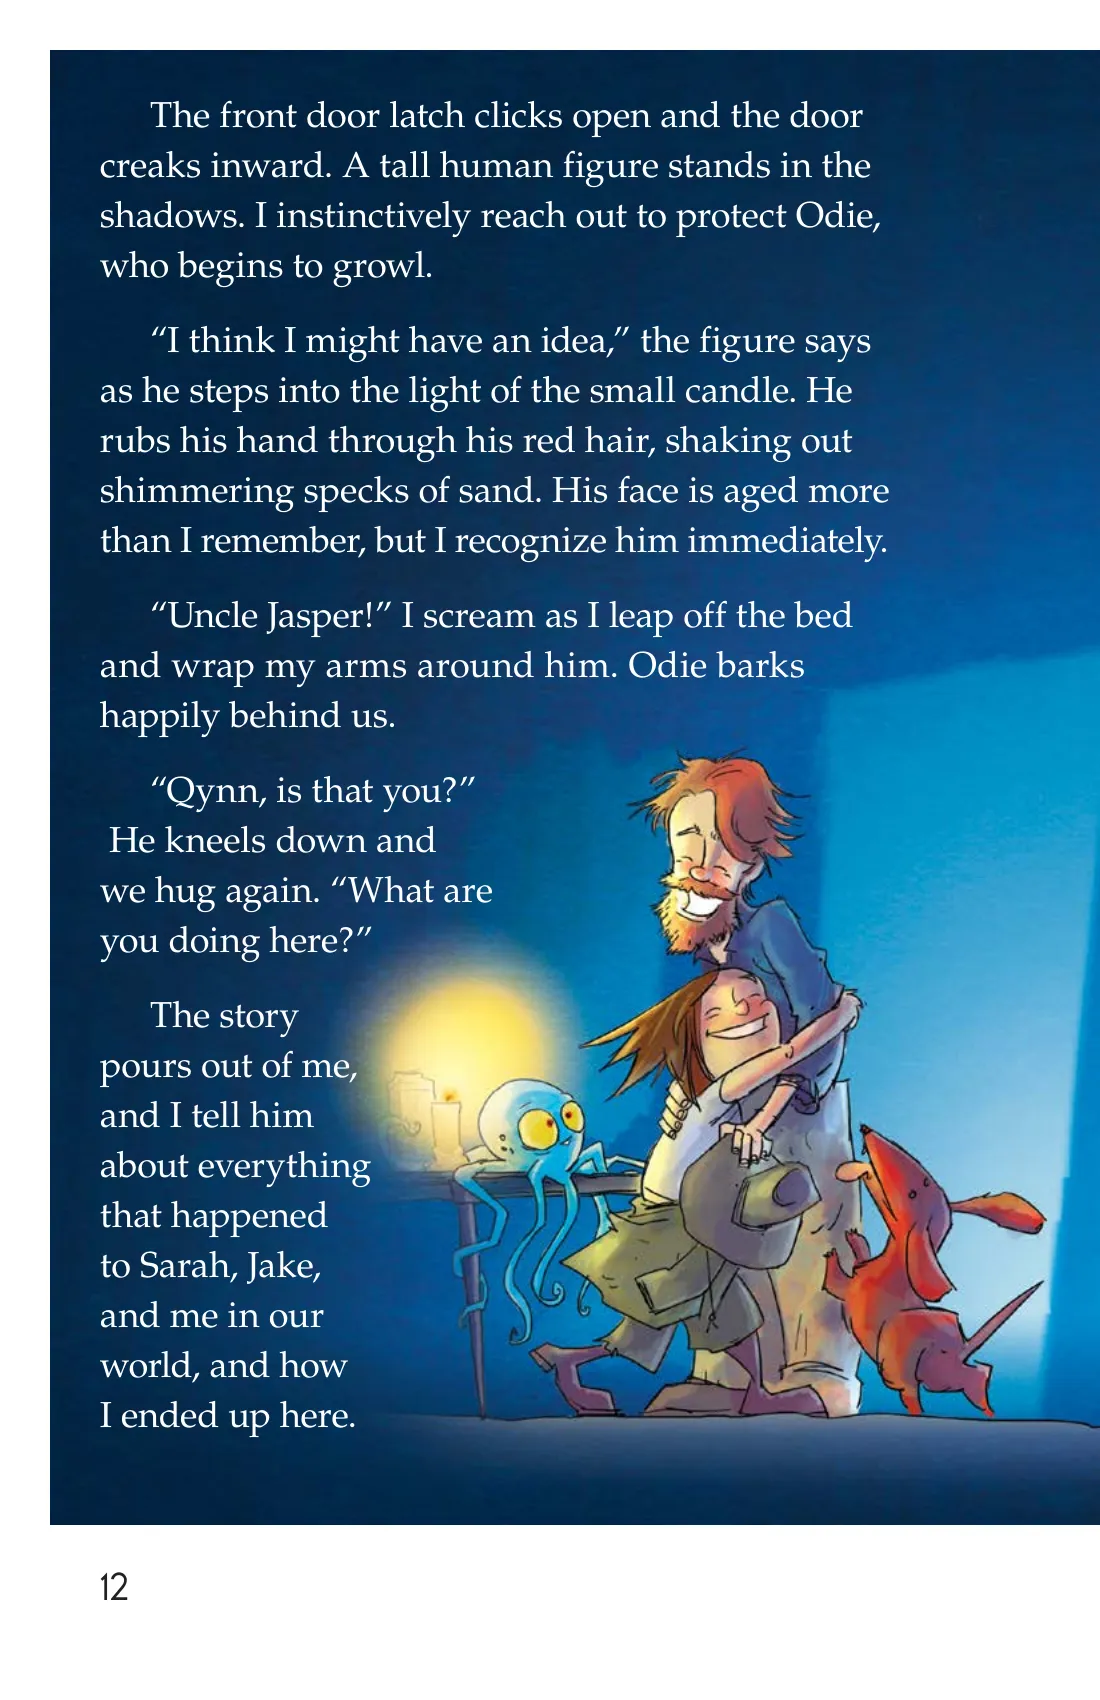 The front door latch clicks open and the door
creaks inward. A tall human figure stands in the
shadows. I instinctively reach out to protect Odie,
who begins to growl.
“I think I might have an idea,” the figure says
as he steps into the light of the small candle. He
rubs his hand through his red hair, shaking out
shimmering specks of sand. His face is aged more
than I remember, but I recognize him immediately.
“Uncle Jasper!” I scream as I leap off the bed
and wrap my arms around him. Odie barks
happily behind us.
“Qynn, is that you?”
He kneels down and
we hug again. “What are
you doing here?”
The story
pours out of me,
and I tell him
about everything
that happened
to Sarah, Jake,
and me in our
world, and how
I ended up here.
12